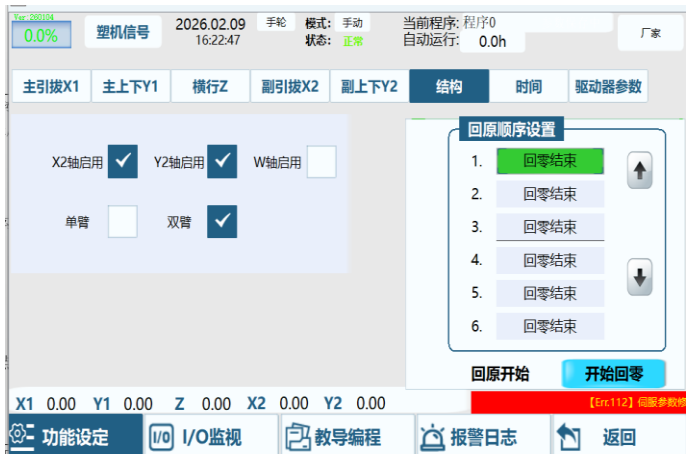 Ver 260104
0.0%
塑机信号
2026.02.09
16:22:47
手轮
模式: 手动
状态: 正常
当前程序: 程序0
自动运行: 0.0h
厂家
主引拔X1 主上下Y1 横行Z 副引拔X2 副上下Y2 结构 时间 驱动器参数
X2轴启用 Y2轴启用 W轴启用
单臂 双臂
回原顺序设置
1. 回零结束
2. 回零结束
3. 回零结束
4. 回零结束
5. 回零结束
6. 回零结束
回原开始 开始回零
X1 0.00 Y1 0.00 Z 0.00 X2 0.00 Y2 0.00
【Err.112】伺服参数修
功能设定 I/O I/O监视 教导编程 报警日志 返回